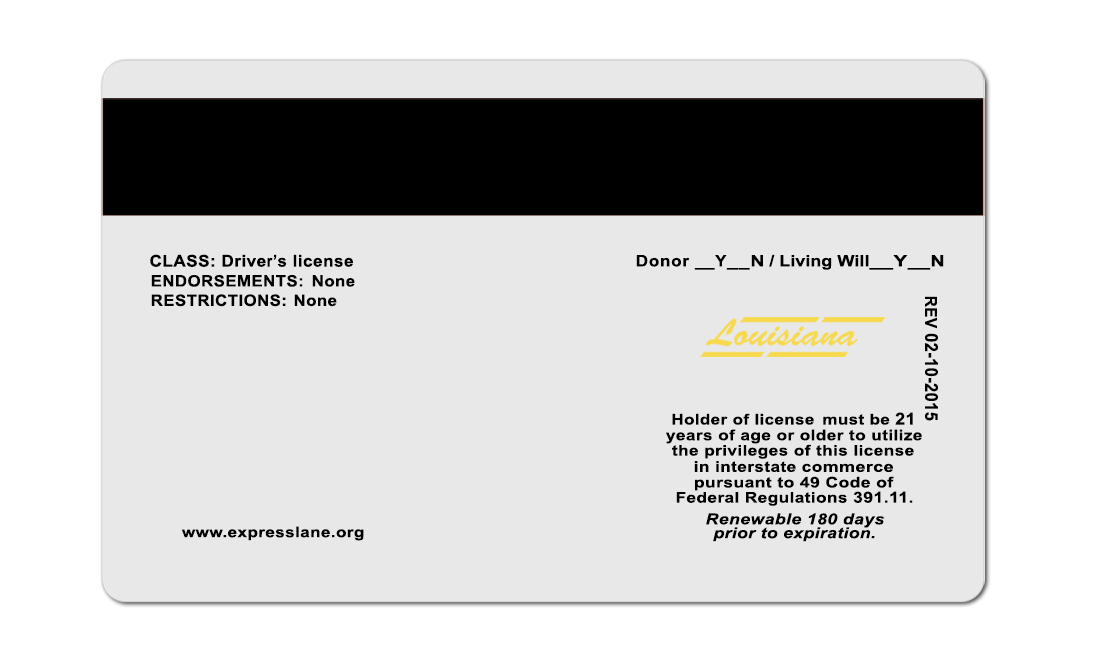 CLASS: Driver's license
ENDORSEMENTS: None
RESTRICTIONS: None
Donor __Y__N / Living Will__Y__N
Louisiana
REV 02-10-2015
Holder of license must be 21
years of age or older to utilize
the privileges of this license
in interstate commerce
pursuant to 49 Code of
Federal Regulations 391.11.
Renewable 180 days
prior to expiration.
www.expresslane.org